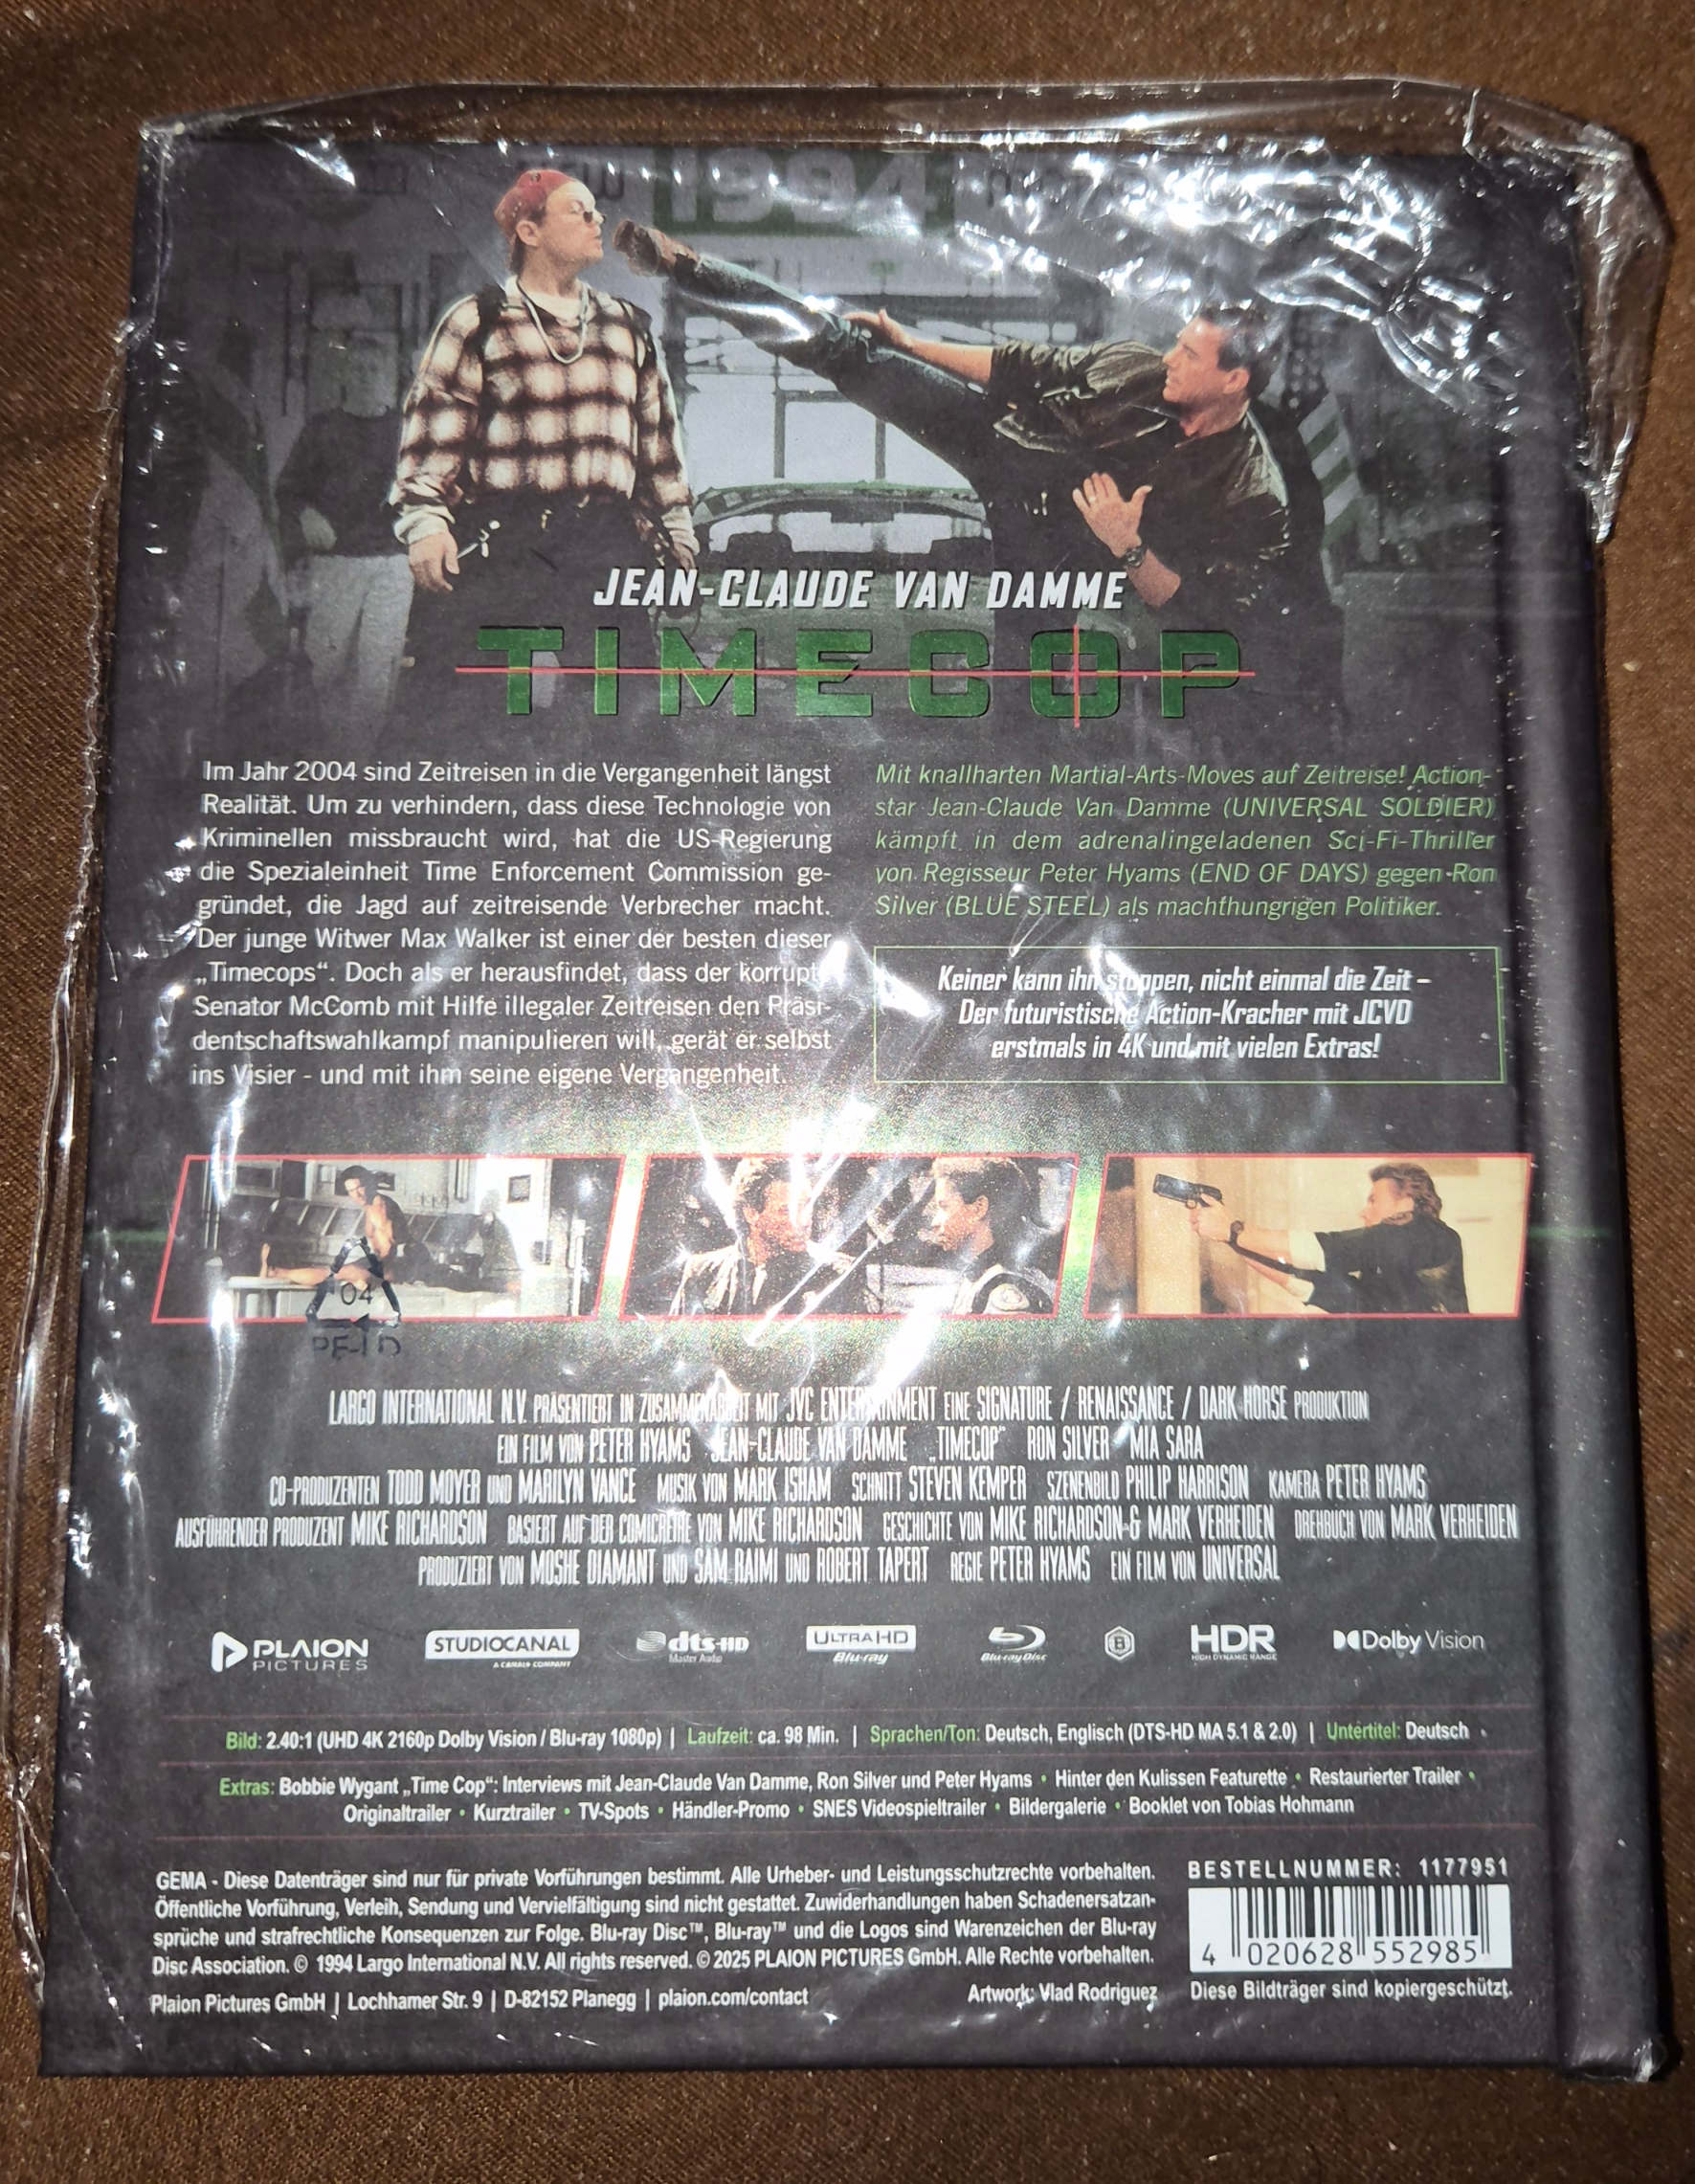 1994
JEAN-CLAUDE VAN DAMME
TIMECOP
Im Jahr 2004 sind Zeitreisen in die Vergangenheit längst
Realität. Um zu verhindern, dass diese Technologie von
Kriminellen missbraucht wird, hat die US-Regierung
die Spezialeinheit Time Enforcement Commission ge-
gründet, die Jagd auf zeitreisende Verbrecher macht.
Der junge Witwer Max Walker ist einer der besten dieser
„Timecops“. Doch als er herausfindet, dass der korrupte
Senator McComb mit Hilfe illegaler Zeitreisen den Präsi-
dentschaftswahlkampf manipulieren will, gerät er selbst
ins Visier - und mit ihm seine eigene Vergangenheit.
Mit knallharten Martial-Arts-Moves auf Zeitreise! Action-
star Jean-Claude Van Damme (UNIVERSAL SOLDIER)
kämpft in dem adrenalingeladenen Sci-Fi-Thriller
von Regisseur Peter Hyams (END OF DAYS) gegen Ron
Silver (BLUE STEEL) als machthungrigen Politiker.
Keiner kann ihn stoppen, nicht einmal die Zeit –
Der futuristische Action-Kracher mit JCVD
erstmals in 4K und mit vielen Extras!
04
PE-LD
LARGO INTERNATIONAL N.V. PRÄSENTIERT IN ZUSAMMENARBEIT MIT JVC ENTERTAINMENT EINE SIGNATURE / RENAISSANCE / DARK HORSE PRODUKTION
EIN FILM VON PETER HYAMS JEAN-CLAUDE VAN DAMME „TIMECOP“ RON SILVER MIA SARA
CO-PRODUZENTEN TODD MOYER UND MARILYN VANCE MUSIK VON MARK ISHAM SCHNITT STEVEN KEMPER SZENENBILD PHILIP HARRISON KAMERA PETER HYAMS
AUSFÜHRENDER PRODUZENT MIKE RICHARDSON BASIERT AUF DER COMICREIHE VON MIKE RICHARDSON GESCHICHTE VON MIKE RICHARDSON & MARK VERHEIDEN DREHBUCH VON MARK VERHEIDEN
PRODUZIERT VON MOSHE DIAMANT UND SAM RAIMI UND ROBERT TAPERT REGIE PETER HYAMS EIN FILM VON UNIVERSAL
PLAION PICTURES STUDIOCANAL A CANAL+ COMPANY dts-HD Master Audio ULTRA HD Blu-ray Blu-ray Disc B HDR HIGH DYNAMIC RANGE Dolby Vision
Bild: 2.40:1 (UHD 4K 2160p Dolby Vision / Blu-ray 1080p) | Laufzeit: ca. 98 Min. | Sprachen/Ton: Deutsch, Englisch (DTS-HD MA 5.1 & 2.0) | Untertitel: Deutsch
Extras: Bobbie Wygant „Time Cop“: Interviews mit Jean-Claude Van Damme, Ron Silver und Peter Hyams • Hinter den Kulissen Featurette • Restaurierter Trailer •
Originaltrailer • Kurztrailer • TV-Spots • Händler-Promo • SNES Videospieltrailer • Bildergalerie • Booklet von Tobias Hohmann
GEMA - Diese Datenträger sind nur für private Vorführungen bestimmt. Alle Urheber- und Leistungsschutzrechte vorbehalten.
Öffentliche Vorführung, Verleih, Sendung und Vervielfältigung sind nicht gestattet. Zuwiderhandlungen haben Schadenersatzan-
sprüche und strafrechtliche Konsequenzen zur Folge. Blu-ray Disc™, Blu-ray™ und die Logos sind Warenzeichen der Blu-ray
Disc Association. © 1994 Largo International N.V. All rights reserved. © 2025 PLAION PICTURES GmbH. Alle Rechte vorbehalten.
Plaion Pictures GmbH | Lochhamer Str. 9 | D-82152 Planegg | plaion.com/contact
Artwork: Vlad Rodriguez
BESTELLNUMMER: 1177951
4 020628 552985
Diese Bildträger sind kopiergeschützt.